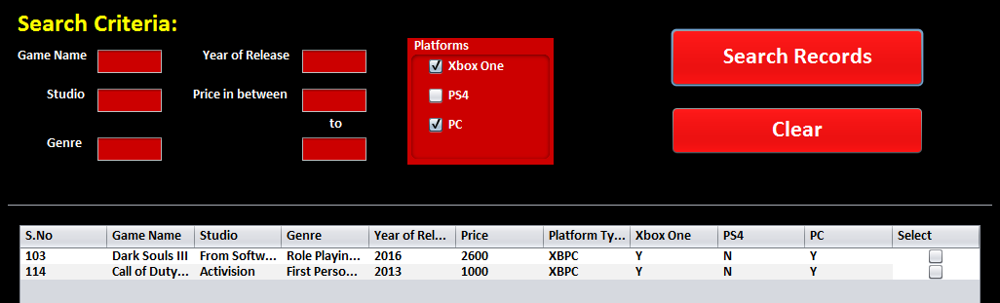 Search Criteria:
Game Name Year of Release Platforms
Xbox One
Search Records
Studio Price in between PS4
to PC
Clear
Genre
S.No Game Name Studio Genre Year of Rel... Price Platform Ty... Xbox One PS4 PC Select
103 Dark Souls III From Softw... Role Playin... 2016 2600 XBPC Y N Y
114 Call of Duty... Activision First Perso... 2013 1000 XBPC Y N Y